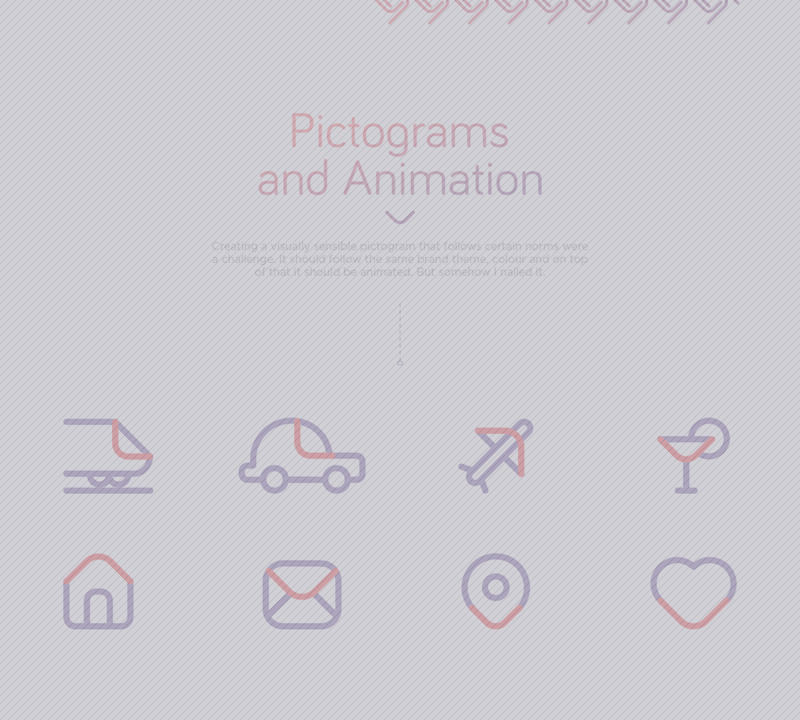 Pictograms
and Animation
Creating a visually sensible pictogram that follows certain norms were
a challenge. It should follow the same brand theme, colour and on top
of that it should be animated. But somehow I nailed it.